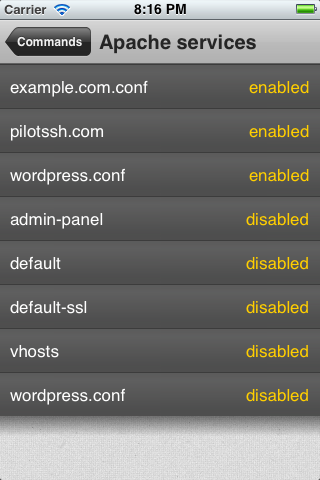 Carrier 8:16 PM
Commands Apache services
example.com.conf enabled
pilotssh.com enabled
wordpress.conf enabled
admin-panel disabled
default disabled
default-ssl disabled
vhosts disabled
wordpress.conf disabled